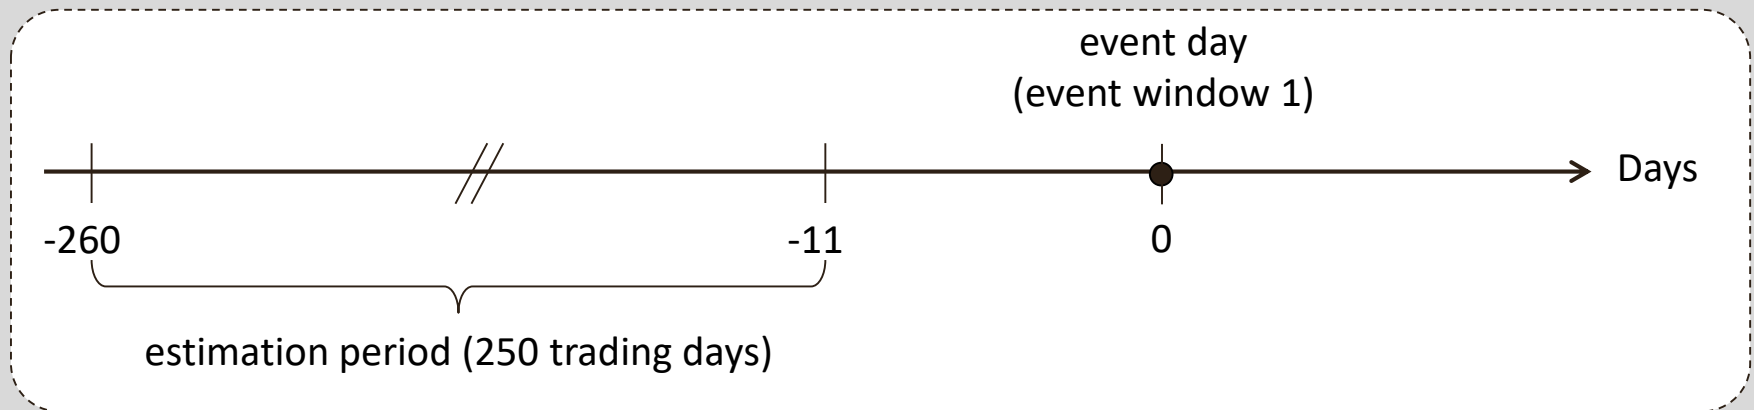 event day
(event window 1)
Days
-260
-11
0
estimation period (250 trading days)